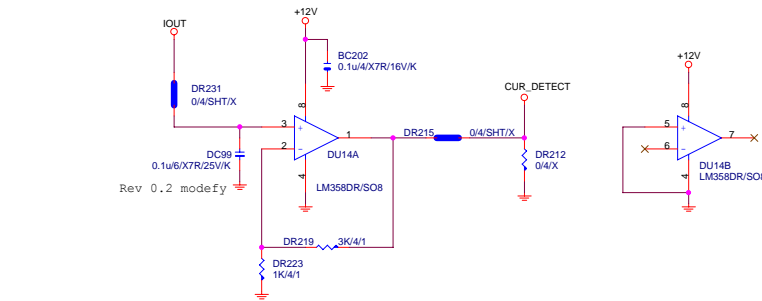 IOUT
+12V
BC202
0.1u/4/X7R/16V/K
+12V
DR231
0/4/SHT/X
CUR_DETECT
8
8
3
+
1
DR215
0/4/SHT/X
5
+
7
DC99
0.1u/6/X7R/25V/K
2
−
DU14A
DR212
0/4/X
6
−
DU14B
LM358DR/SO8
4
4
Rev 0.2 modefy
LM358DR/SO8
DR219
3K/4/1
DR223
1K/4/1